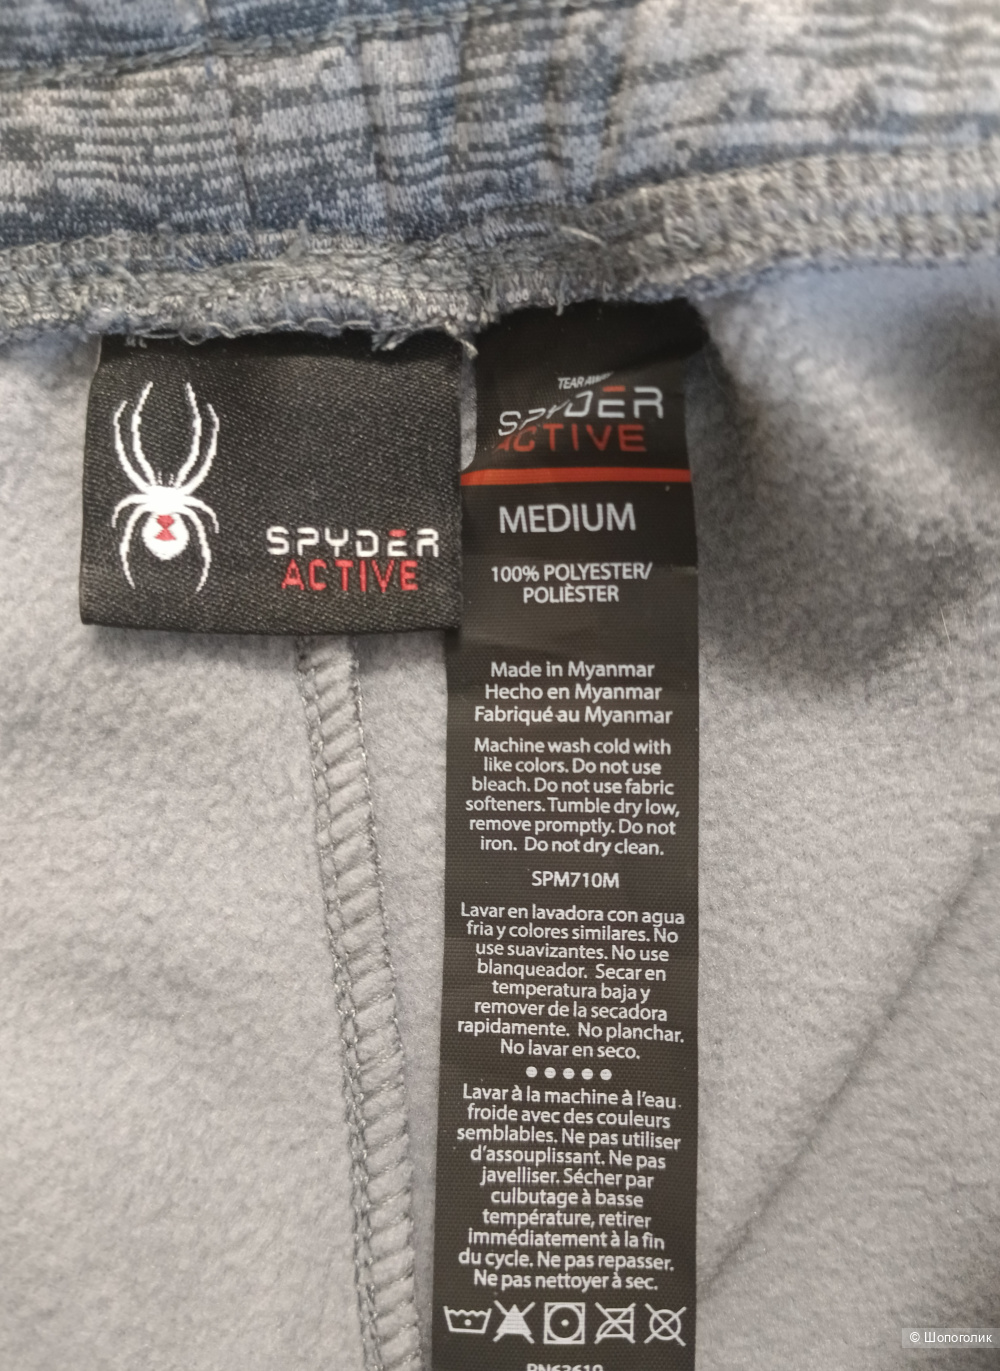 SPYDER
ACTIVE
TEAR
SPYDER
ACTIVE
MEDIUM
100% POLYESTER/
POLIÈSTER
Made in Myanmar
Hecho en Myanmar
Fabriqué au Myanmar
Machine wash cold with
like colors. Do not use
bleach. Do not use fabric
softeners. Tumble dry low,
remove promptly. Do not
iron. Do not dry clean.
SPM710M
Lavar en lavadora con agua
fria y colores similares. No
use suavizantes. No use
blanqueador. Secar en
temperatura baja y
remover de la secadora
rapidamente. No planchar.
No lavar en seco.
Lavar à la machine à l'eau
froide avec des couleurs
semblables. Ne pas utiliser
d'assouplissant. Ne pas
javelliser. Sécher par
culbutage à basse
température, retirer
immédiatement à la fin
du cycle. Ne pas repasser.
Ne pas nettoyer à sec.
© Шопоголик